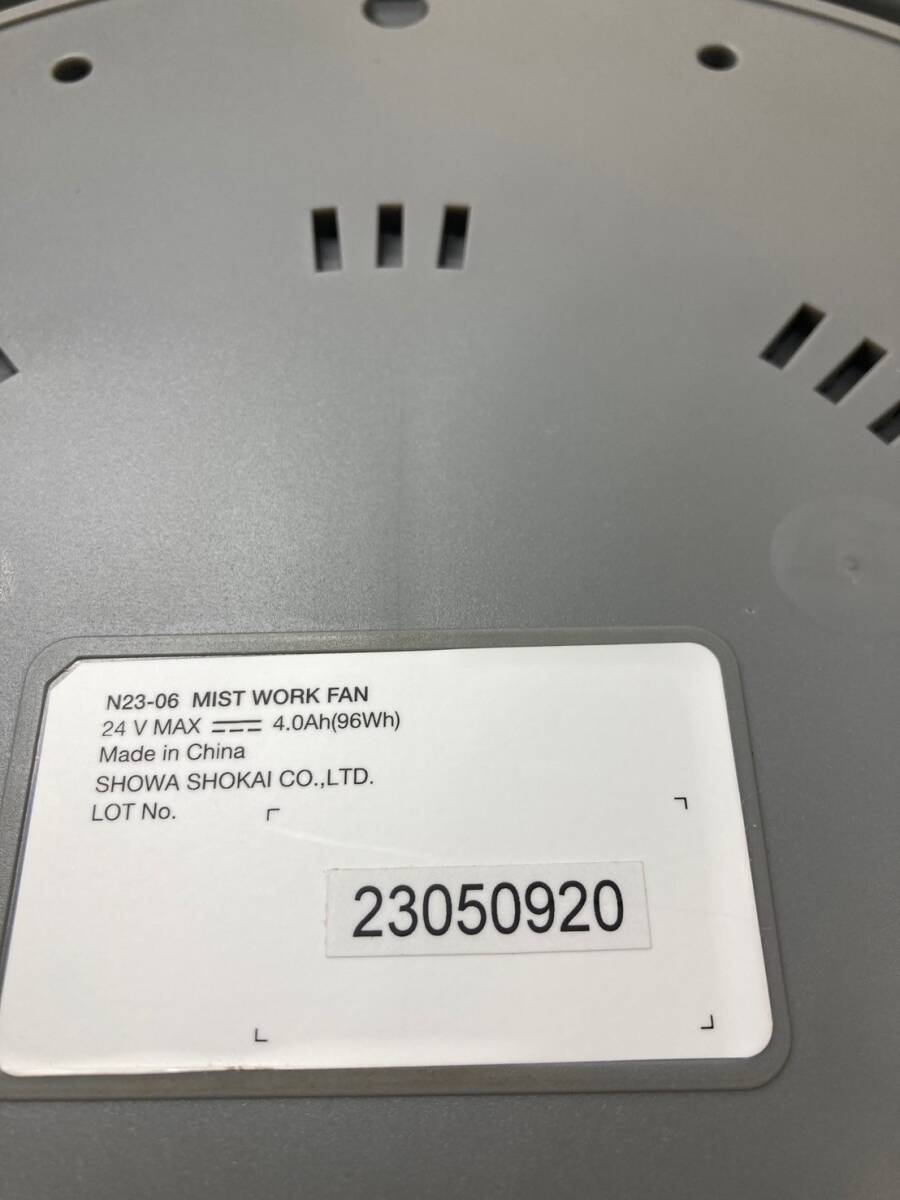 N23-06 MIST WORK FAN
24 V MAX ⎓ 4.0Ah(96Wh)
Made in China
SHOWA SHOKAI CO.,LTD.
LOT No.
23050920